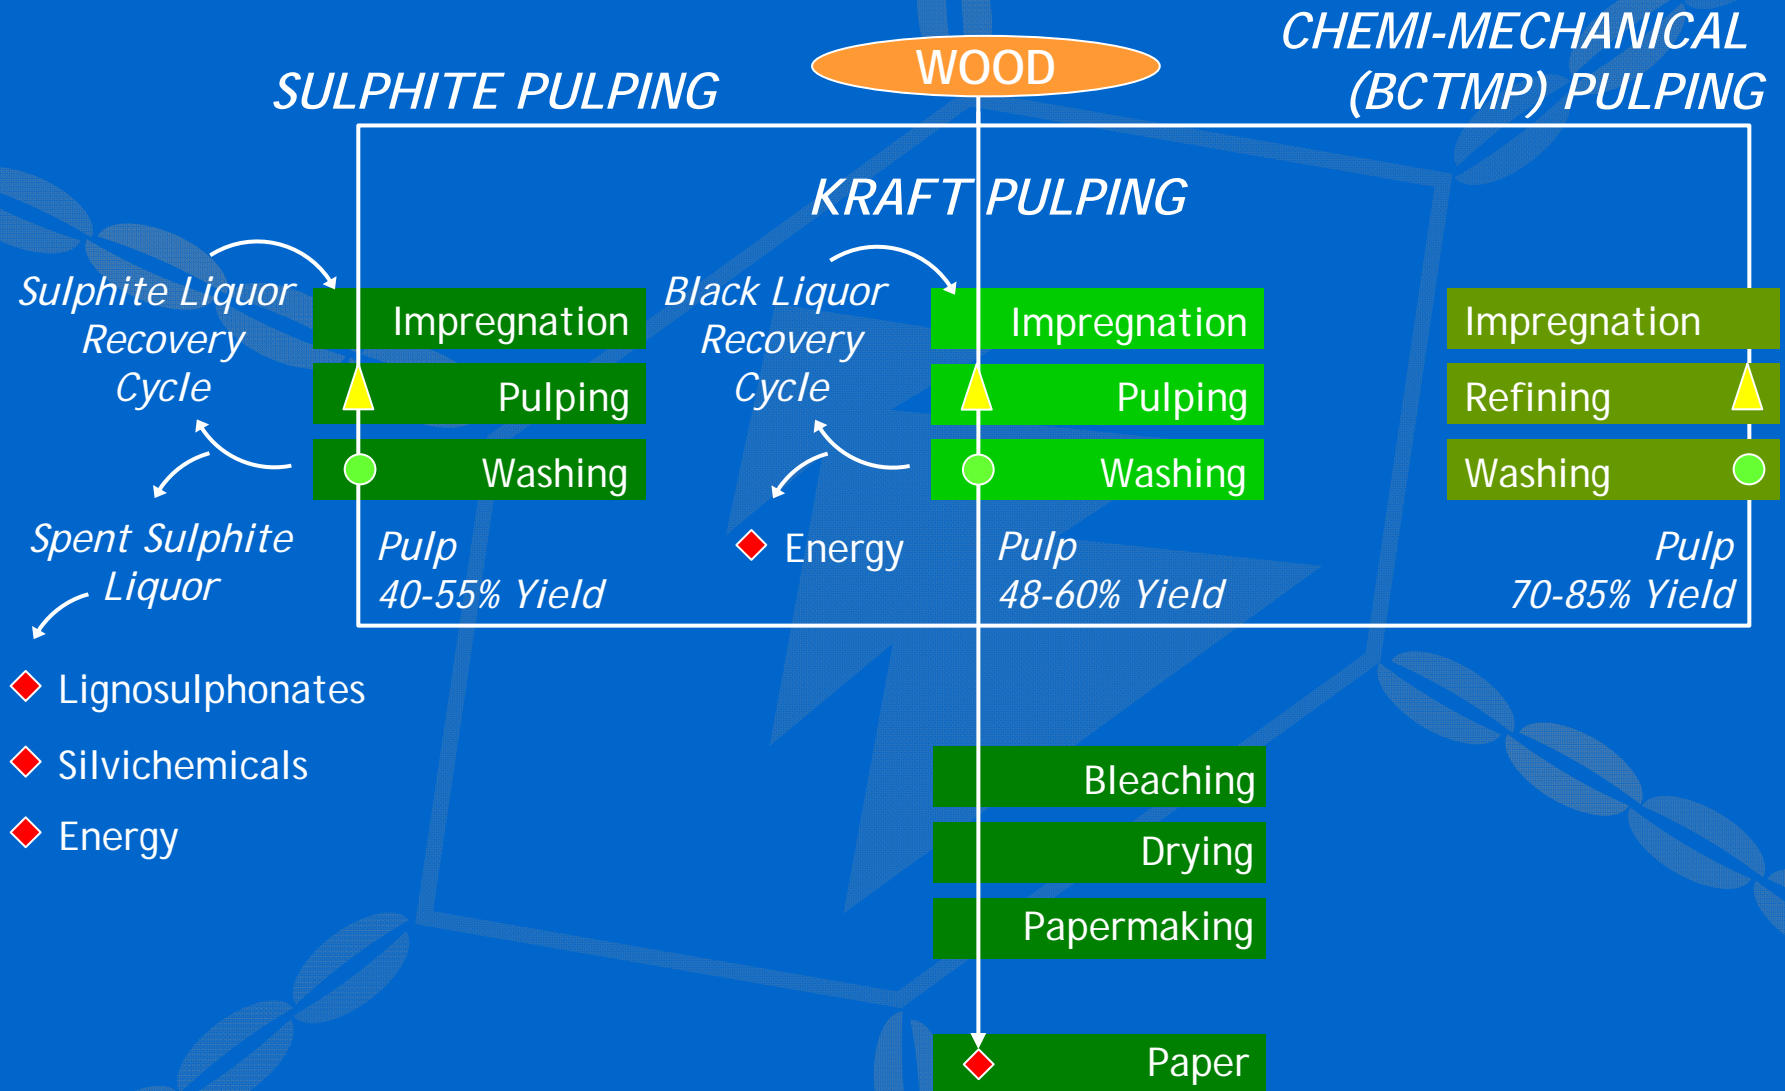 WOOD
SULPHITE PULPING
CHEMI-MECHANICAL
(BCTMP) PULPING
KRAFT PULPING
Sulphite Liquor
Recovery
Cycle
Impregnation
Pulping
Washing
Spent Sulphite
Liquor
Pulp
40-55% Yield
Lignosulphonates
Silvichemicals
Energy
Black Liquor
Recovery
Cycle
Impregnation
Pulping
Washing
Energy
Pulp
48-60% Yield
Impregnation
Refining
Washing
Pulp
70-85% Yield
Bleaching
Drying
Papermaking
Paper